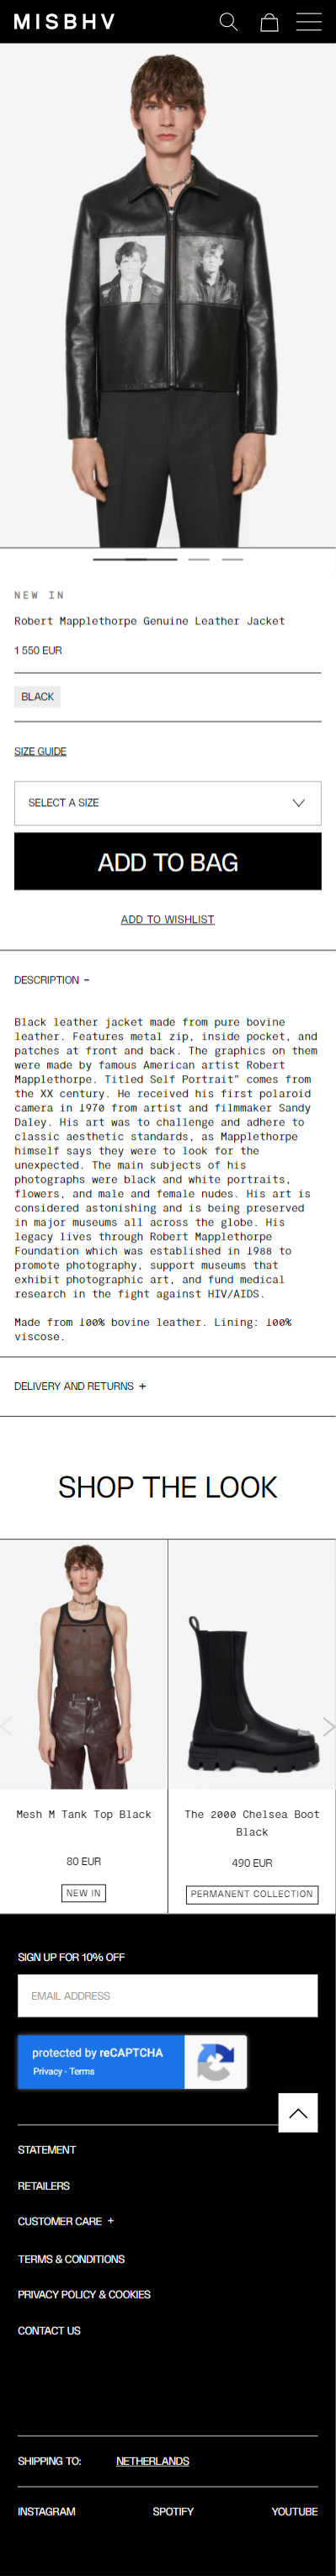 MISBHV
NEW IN
Robert Mapplethorpe Genuine Leather Jacket
1 550 EUR
BLACK
SIZE GUIDE
SELECT A SIZE
ADD TO BAG
ADD TO WISHLIST
DESCRIPTION -
Black leather jacket made from pure bovine
leather. Features metal zip, inside pocket, and
patches at front and back. The graphics on them
were made by famous American artist Robert
Mapplethorpe. Titled Self Portrait" comes from
the XX century. He received his first polaroid
camera in 1970 from artist and filmmaker Sandy
Daley. His art was to challenge and adhere to
classic aesthetic standards, as Mapplethorpe
himself says they were to look for the
unexpected. The main subjects of his
photographs were black and white portraits,
flowers, and male and female nudes. His art is
considered astonishing and is being preserved
in major museums all across the globe. His
legacy lives through Robert Mapplethorpe
Foundation which was established in 1988 to
promote photography, support museums that
exhibit photographic art, and fund medical
research in the fight against HIV/AIDS.
Made from 100% bovine leather. Lining: 100%
viscose.
DELIVERY AND RETURNS +
SHOP THE LOOK
Mesh M Tank Top Black
80 EUR
NEW IN
The 2000 Chelsea Boot
Black
490 EUR
PERMANENT COLLECTION
SIGN UP FOR 10% OFF
EMAIL ADDRESS
protected by reCAPTCHA
Privacy - Terms
STATEMENT
RETAILERS
CUSTOMER CARE +
TERMS & CONDITIONS
PRIVACY POLICY & COOKIES
CONTACT US
SHIPPING TO: NETHERLANDS
INSTAGRAM SPOTIFY YOUTUBE